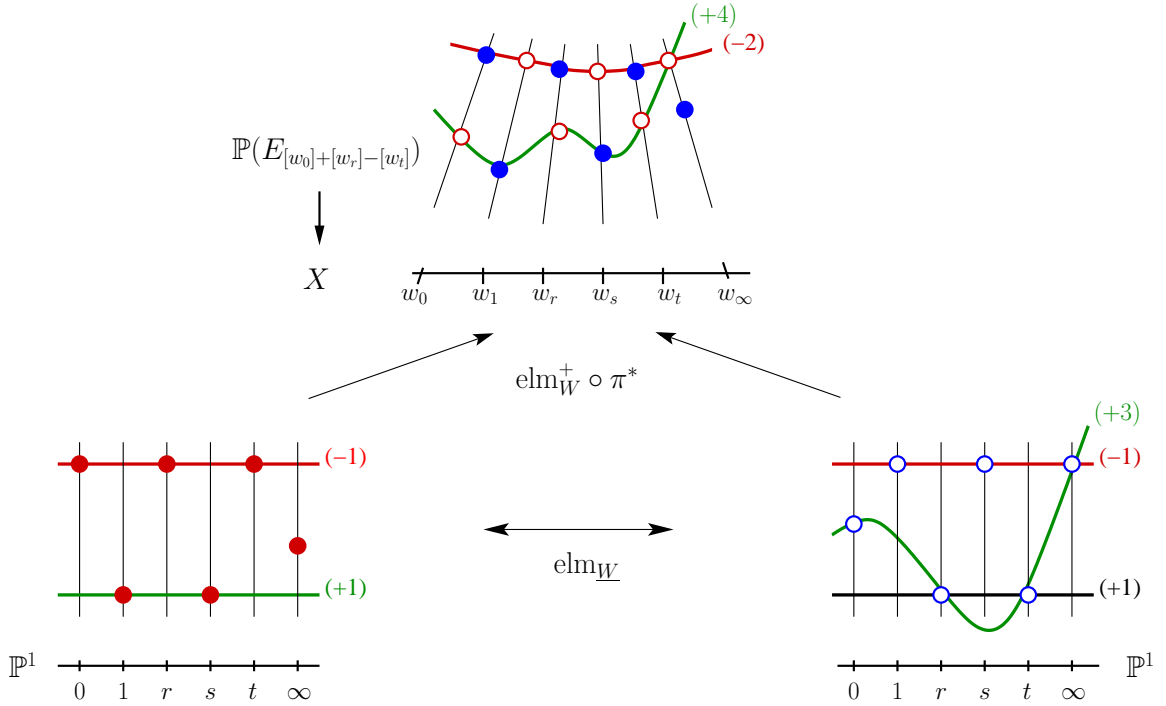 (+4)
(−2)
ℙ(E_{[w_0]+[w_r]−[w_t]})
X
w_0 w_1 w_r w_s w_t w_∞
elm_W^+ ∘ π^*
(+3)
(−1) (−1)
elm_{\underline{W}}
(+1) (+1)
ℙ^1 ℙ^1
0 1 r s t ∞ 0 1 r s t ∞